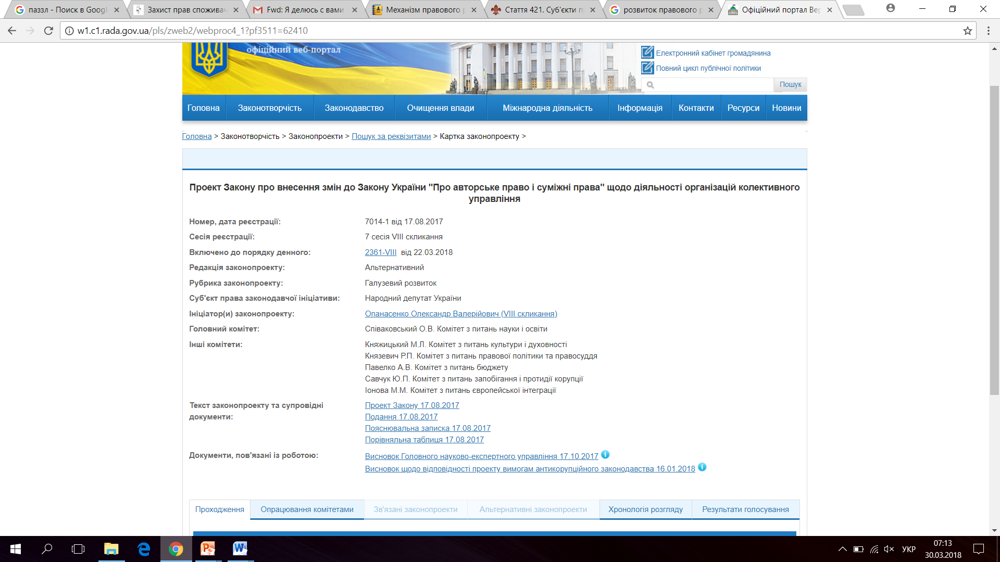 паззл - Поиск в Googl
Захист прав споживач
Fwd: Я делюсь с вами
Механізм правового р
Стаття 421. Суб'єкти п
розвиток правового р
Офіційний портал Вер
w1.c1.rada.gov.ua/pls/zweb2/webproc4_1?pf3511=62410
офіційний веб-портал
Електронний кабінет громадянина
Повний цикл публічної політики
Пошук
Головна Законотворчість Законодавство Очищення влади Міжнародна діяльність Інформація Контакти Ресурси Новини
Головна > Законотворчість > Законопроекти > Пошук за реквізитами > Картка законопроекту >
Проект Закону про внесення змін до Закону України "Про авторське право і суміжні права" щодо діяльності організацій колективного
управління
Номер, дата реєстрації: 7014-1 від 17.08.2017
Сесія реєстрації: 7 сесія VIII скликання
Включено до порядку денного: 2361-VIII від 22.03.2018
Редакція законопроекту: Альтернативний
Рубрика законопроекту: Галузевий розвиток
Суб'єкт права законодавчої ініціативи: Народний депутат України
Ініціатор(и) законопроекту: Опанасенко Олександр Валерійович (VIII скликання)
Головний комітет: Співаковський О.В. Комітет з питань науки і освіти
Інші комітети: Княжицький М.Л. Комітет з питань культури і духовності
Князевич Р.П. Комітет з питань правової політики та правосуддя
Павелко А.В. Комітет з питань бюджету
Савчук Ю.П. Комітет з питань запобігання і протидії корупції
Іонова М.М. Комітет з питань європейської інтеграції
Текст законопроекту та супровідні Проект Закону 17.08.2017
документи: Подання 17.08.2017
Пояснювальна записка 17.08.2017
Порівняльна таблиця 17.08.2017
Документи, пов'язані із роботою: Висновок Головного науково-експертного управління 17.10.2017
Висновок щодо відповідності проекту вимогам антикорупційного законодавства 16.01.2018
Проходження Опрацювання комітетами Зв'язані законопроекти Альтернативні законопроекти Хронологія розгляду Результати голосування
УКР
07:13
30.03.2018